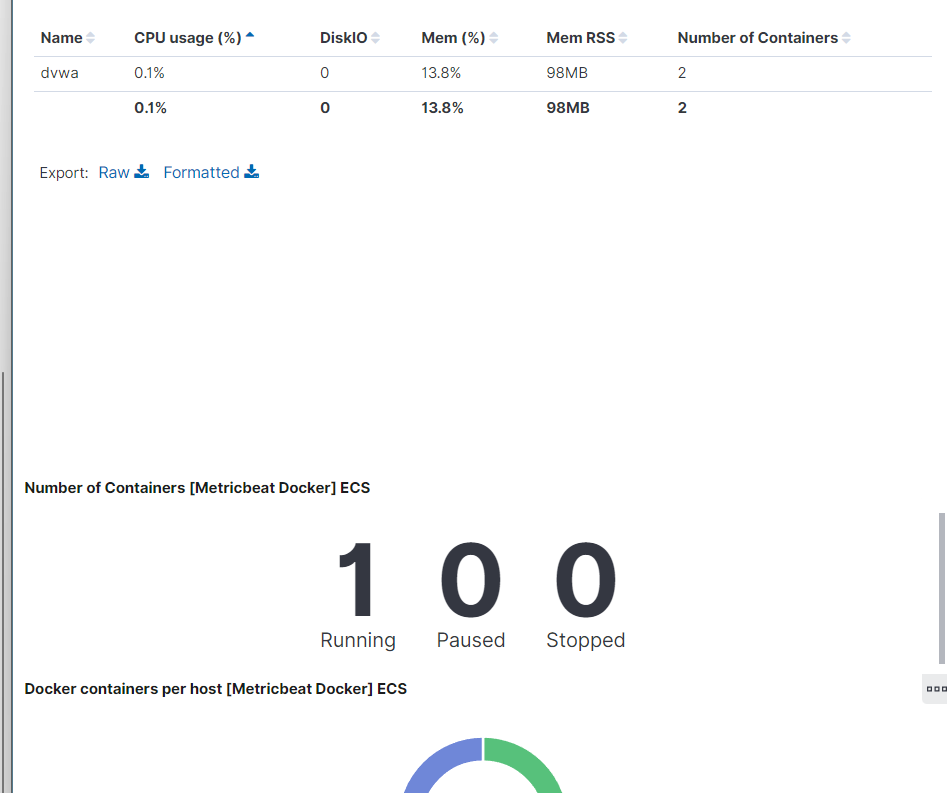 Name CPU usage (%) DiskIO Mem (%) Mem RSS Number of Containers
dvwa 0.1% 0 13.8% 98MB 2
0.1% 0 13.8% 98MB 2
Export: Raw Formatted
Number of Containers [Metricbeat Docker] ECS
1 0 0
Running Paused Stopped
Docker containers per host [Metricbeat Docker] ECS